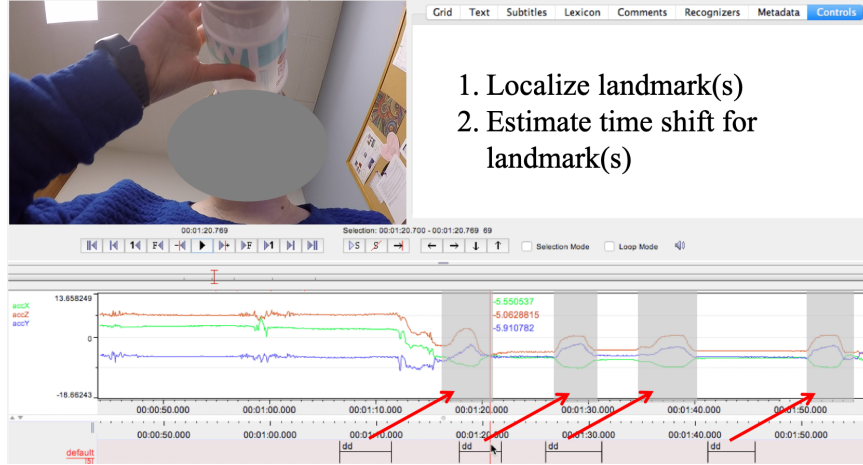 Grid Text Subtitles Lexicon Comments Recognizers Metadata Controls
1. Localize landmark(s)
2. Estimate time shift for
landmark(s)
00:01:20.769
Selection: 00:01:20.700 - 00:01:20.769 69
Selection Mode
Loop Mode
13.658249
accX
accZ
accY
0
-16.66243
-5.550537
-5.0628815
-5.910782
00:00:50.000 00:01:00.000 00:01:10.000 00:01:20.000 00:01:30.000 00:01:40.000 00:01:50.000
00:00:50.000 00:01:00.000 00:01:10.000 00:01:20.000 00:01:30.000 00:01:40.000 00:01:50.000
default
[5]
dd dd dd dd